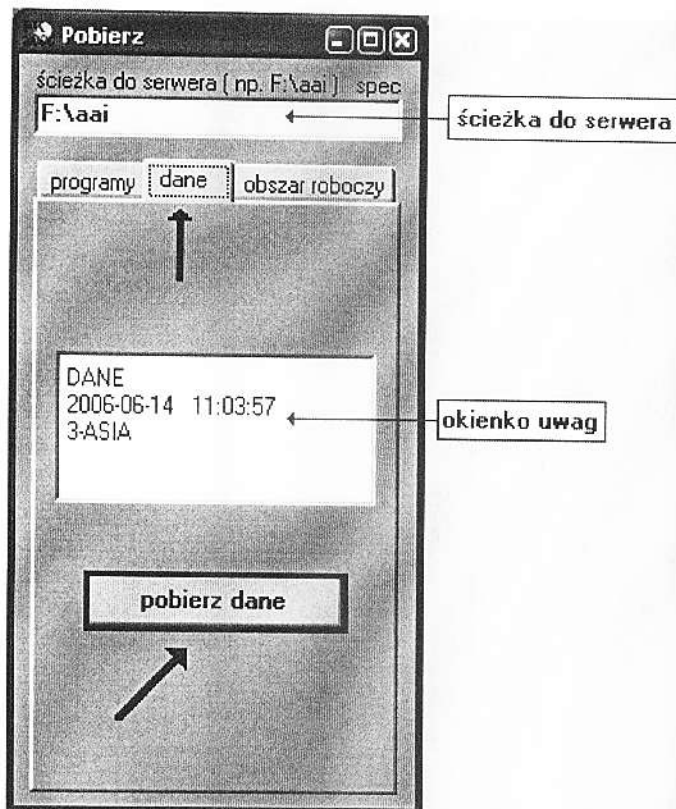 Pobierz
ścieżka do serwera ( np. F:\aai ) spec
F:\aai
ścieżka do serwera
programy dane obszar roboczy
DANE
2006-06-14 11:03:57
3-ASIA
okienko uwag
pobierz dane